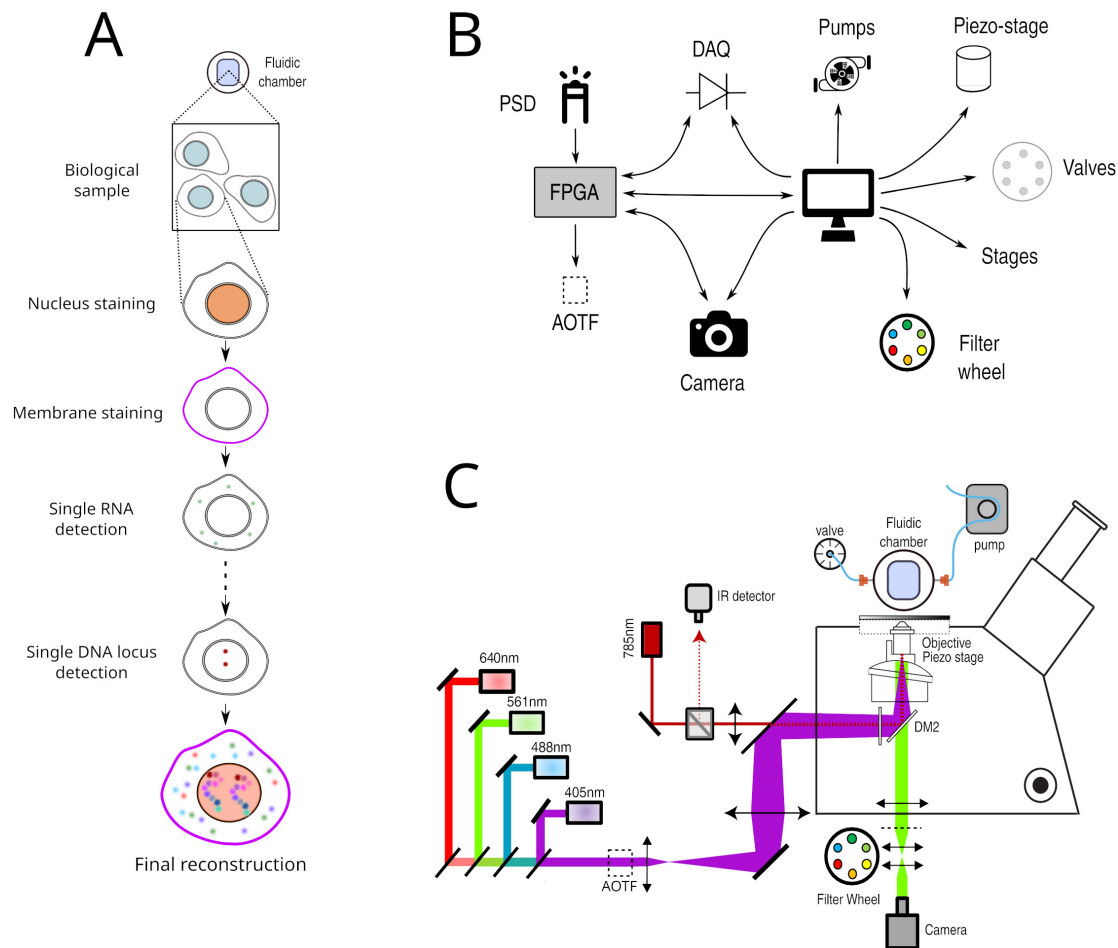 A
Fluidic
chamber
Biological
sample
Nucleus staining
Membrane staining
Single RNA
detection
Single DNA locus
detection
Final reconstruction
B
PSD
FPGA
AOTF
DAQ
Camera
Pumps
Piezo-stage
Valves
Stages
Filter
wheel
C
640nm
561nm
488nm
405nm
AOTF
785nm
IR detector
valve
Fluidic
chamber
pump
Objective
Piezo stage
DM2
Filter Wheel
Camera